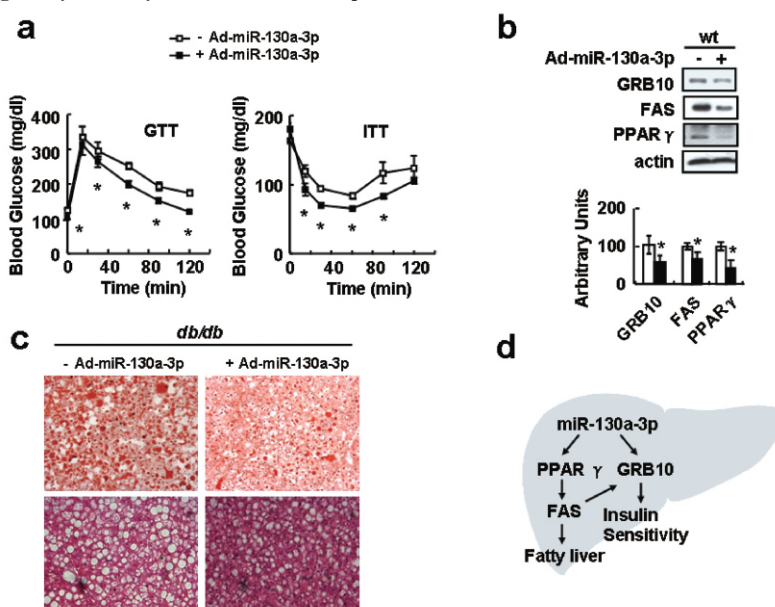 a
- Ad-miR-130a-3p
+ Ad-miR-130a-3p
Blood Glucose (mg/dl)
400
300
200
100
0
GTT
* * * * *
0 30 60 90 120
Time (min)
Blood Glucose (mg/dl)
200
100
0
ITT
* * * *
0 30 60 90 120
Time (min)
b
wt
Ad-miR-130a-3p - +
GRB10
FAS
PPAR γ
actin
Arbitrary Units
200
100
0
* * *
GRB10 FAS PPAR γ
c
db/db
- Ad-miR-130a-3p + Ad-miR-130a-3p
d
miR-130a-3p
PPAR γ GRB10
FAS Insulin
Sensitivity
Fatty liver